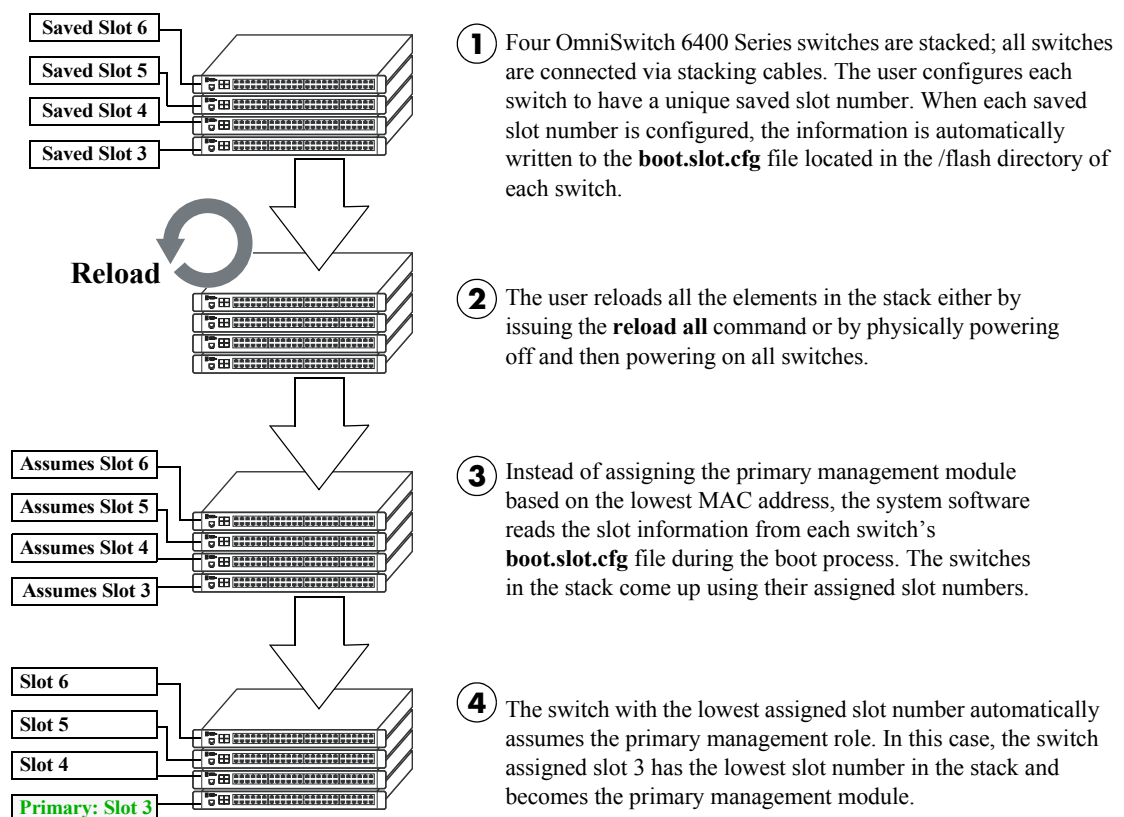 Saved Slot 6
Saved Slot 5
Saved Slot 4
Saved Slot 3
1
Four OmniSwitch 6400 Series switches are stacked; all switches
are connected via stacking cables. The user configures each
switch to have a unique saved slot number. When each saved
slot number is configured, the information is automatically
written to the boot.slot.cfg file located in the /flash directory of
each switch.
Reload
2
The user reloads all the elements in the stack either by
issuing the reload all command or by physically powering
off and then powering on all switches.
Assumes Slot 6
Assumes Slot 5
Assumes Slot 4
Assumes Slot 3
3
Instead of assigning the primary management module
based on the lowest MAC address, the system software
reads the slot information from each switch’s
boot.slot.cfg file during the boot process. The switches
in the stack come up using their assigned slot numbers.
Slot 6
Slot 5
Slot 4
Primary: Slot 3
4
The switch with the lowest assigned slot number automatically
assumes the primary management role. In this case, the switch
assigned slot 3 has the lowest slot number in the stack and
becomes the primary management module.